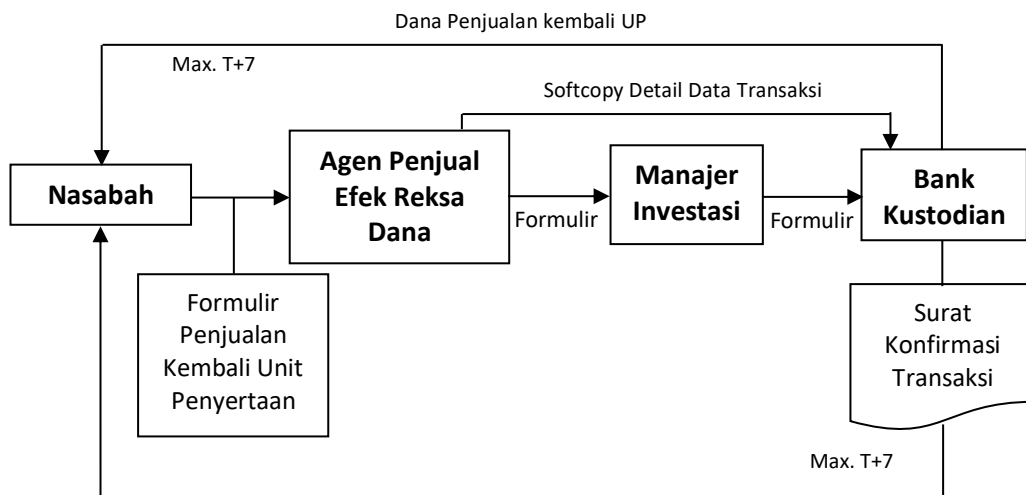 Dana Penjualan kembali UP
Max. T+7
Softcopy Detail Data Transaksi
Nasabah
Agen Penjual
Efek Reksa
Dana
Formulir
Manajer
Investasi
Formulir
Bank
Kustodian
Formulir
Penjualan
Kembali Unit
Penyertaan
Surat
Konfirmasi
Transaksi
Max. T+7